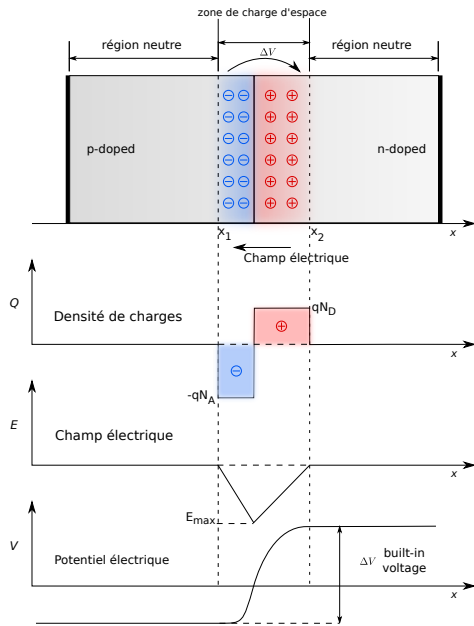 zone de charge d'espace
région neutre
ΔV
région neutre
p-doped
n-doped
x1
x2
x
Champ électrique
Q
Densité de charges
qND
x
-qNA
E
Champ électrique
x
Emax
V
Potentiel électrique
ΔV
built-in
voltage
x